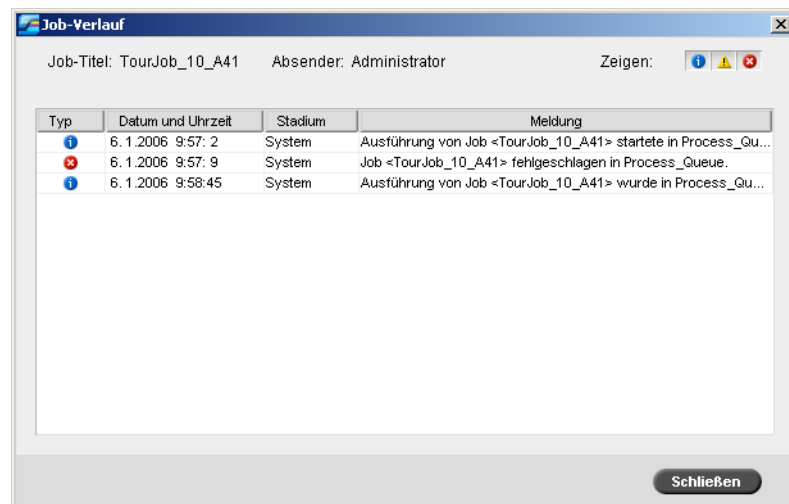 Job-Verlauf
Job-Titel: TourJob_10_A41 Absender: Administrator Zeigen:
Typ Datum und Uhrzeit Stadium Meldung
6. 1.2006 9:57: 2 System Ausführung von Job <TourJob_10_A41> startete in Process_Qu...
6. 1.2006 9:57: 9 System Job <TourJob_10_A41> fehlgeschlagen in Process_Queue.
6. 1.2006 9:58:45 System Ausführung von Job <TourJob_10_A41> wurde in Process_Qu...
Schließen